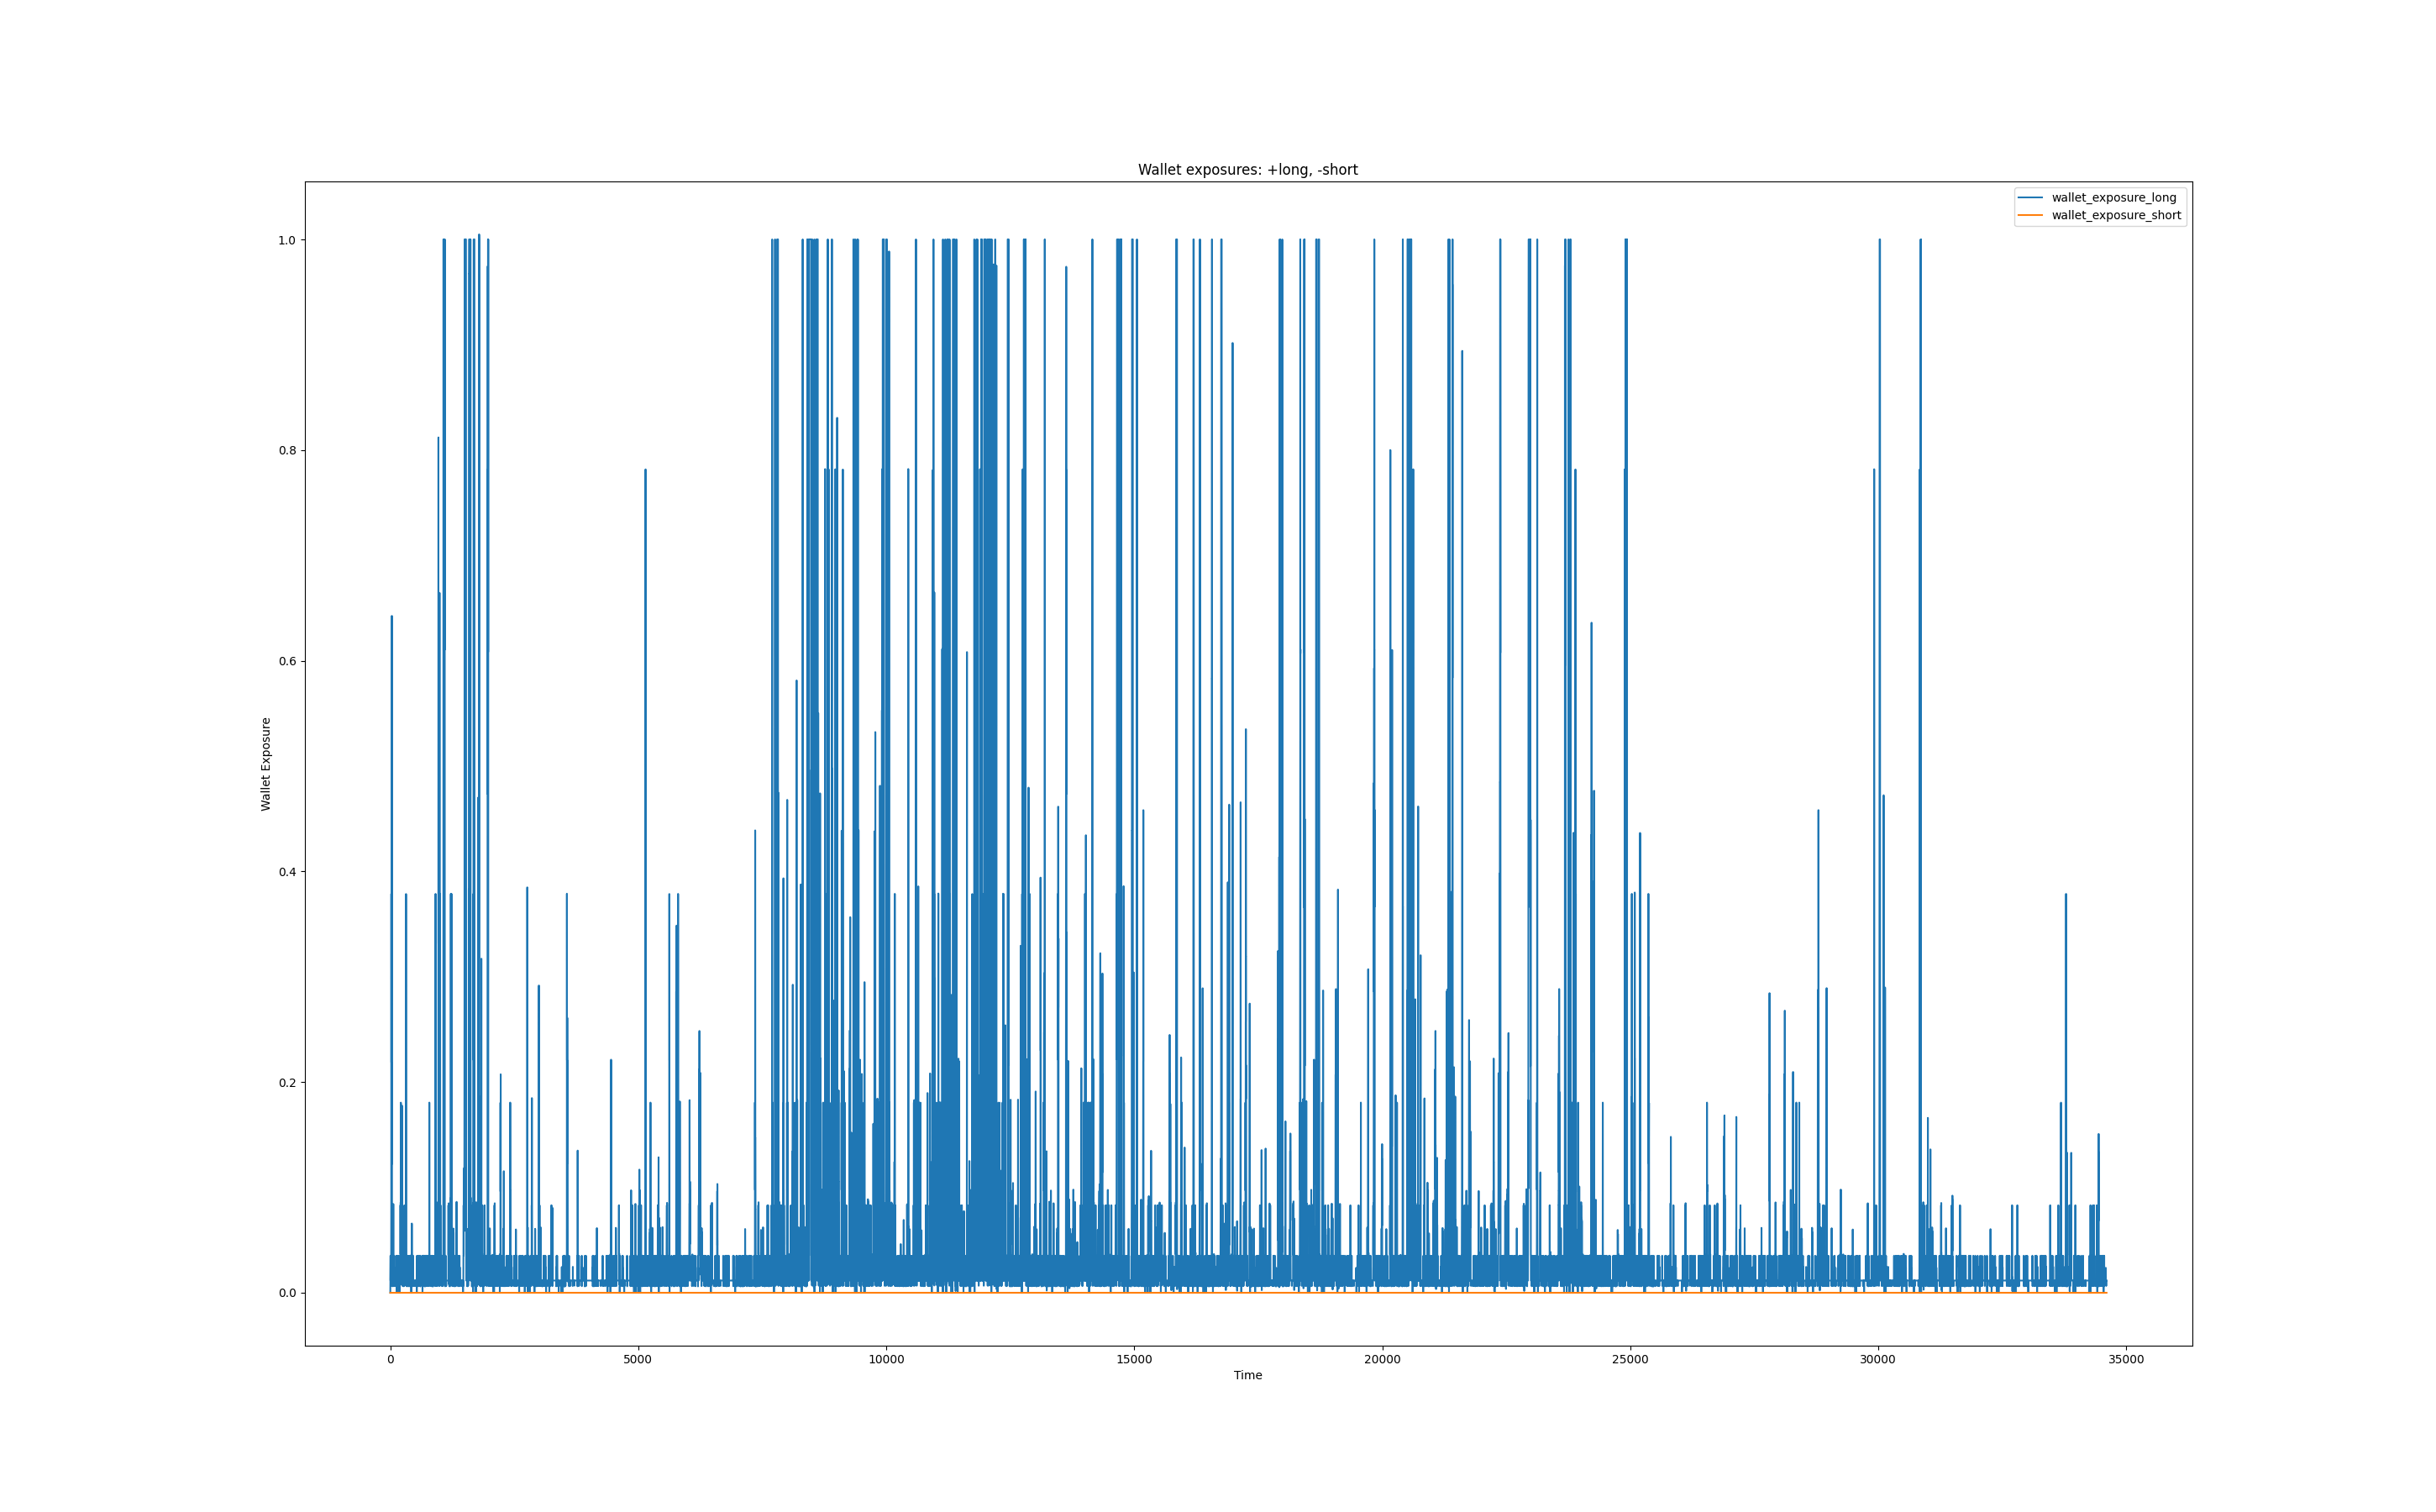 Wallet exposures: +long, -short
wallet_exposure_long
wallet_exposure_short
1.0
0.8
0.6
0.4
0.2
0.0
Wallet Exposure
0 5000 10000 15000 20000 25000 30000 35000
Time